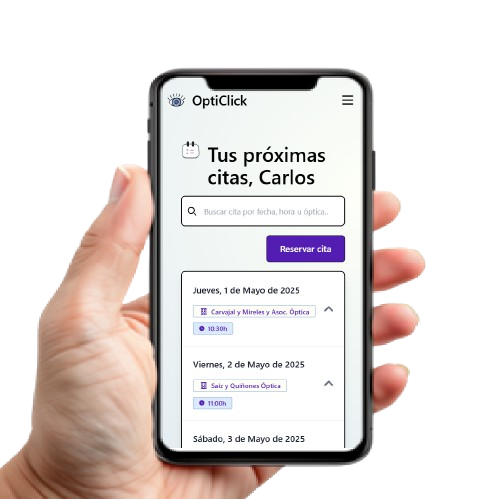 OptiClick
Tus próximas
citas, Carlos
Buscar cita por fecha, hora u óptica..
Reservar cita
Jueves, 1 de Mayo de 2025
Carvajal y Mireles y Asoc. Óptica
10:30h
Viernes, 2 de Mayo de 2025
Saiz y Quiñones Óptica
11:00h
Sábado, 3 de Mayo de 2025